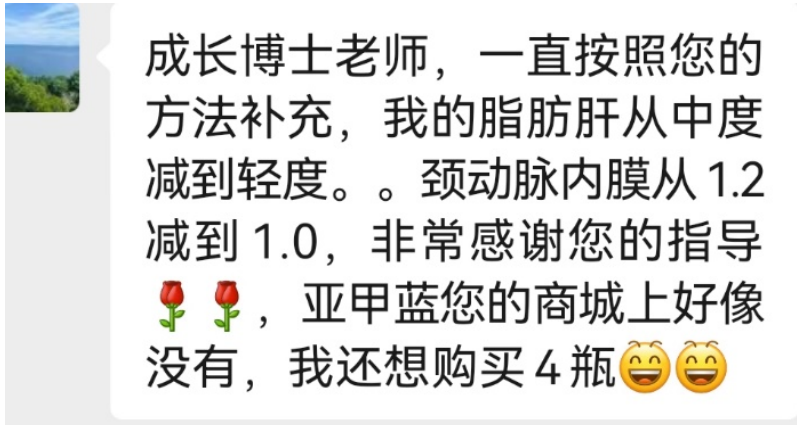 成长博士老师，一直按照您的
方法补充，我的脂肪肝从中度
减到轻度。。颈动脉内膜从1.2
减到1.0，非常感谢您的指导
🌹🌹，亚甲蓝您的商城上好像
没有，我还想购买4瓶😄😄